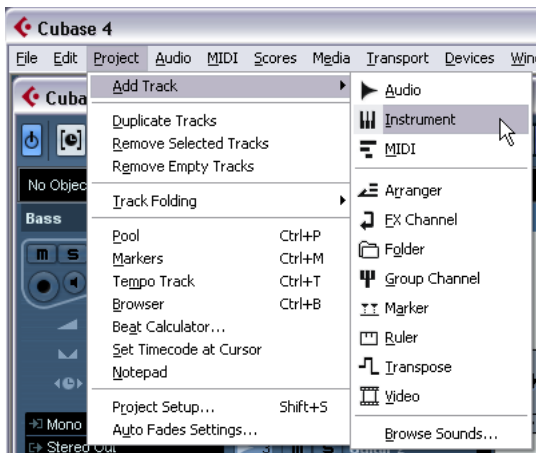 Cubase 4
File Edit Project Audio MIDI Scores Media Transport Devices
Cuba
No Objec
Bass
m S
Mono
Stereo Out
Add Track
Duplicate Tracks
Remove Selected Tracks
Remove Empty Tracks
Track Folding
Pool Ctrl+P
Markers Ctrl+M
Tempo Track Ctrl+T
Browser Ctrl+B
Beat Calculator...
Set Timecode at Cursor
Notepad
Project Setup... Shift+S
Auto Fades Settings...
Audio
Instrument
MIDI
Arranger
FX Channel
Folder
Group Channel
Marker
Ruler
Transpose
Video
Browse Sounds...